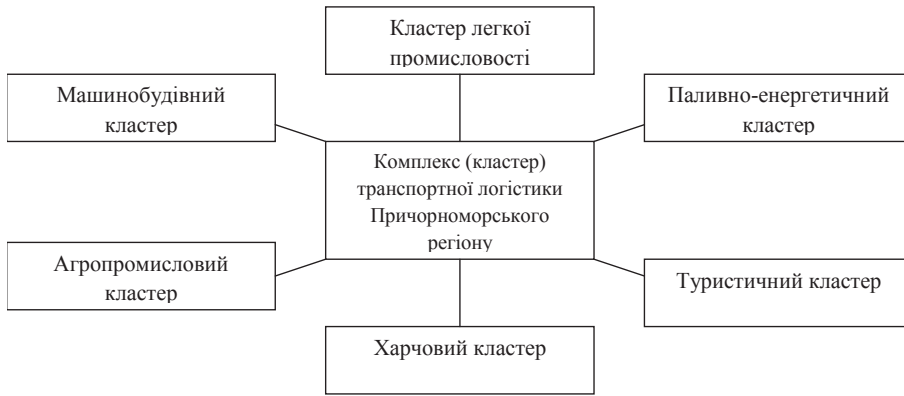 Кластер легкої
промисловості
Машинобудівний
кластер
Паливно-енергетичний
кластер
Комплекс (кластер)
транспортної логістики
Причорноморського
регіону
Агропромисловий
кластер
Туристичний кластер
Харчовий кластер